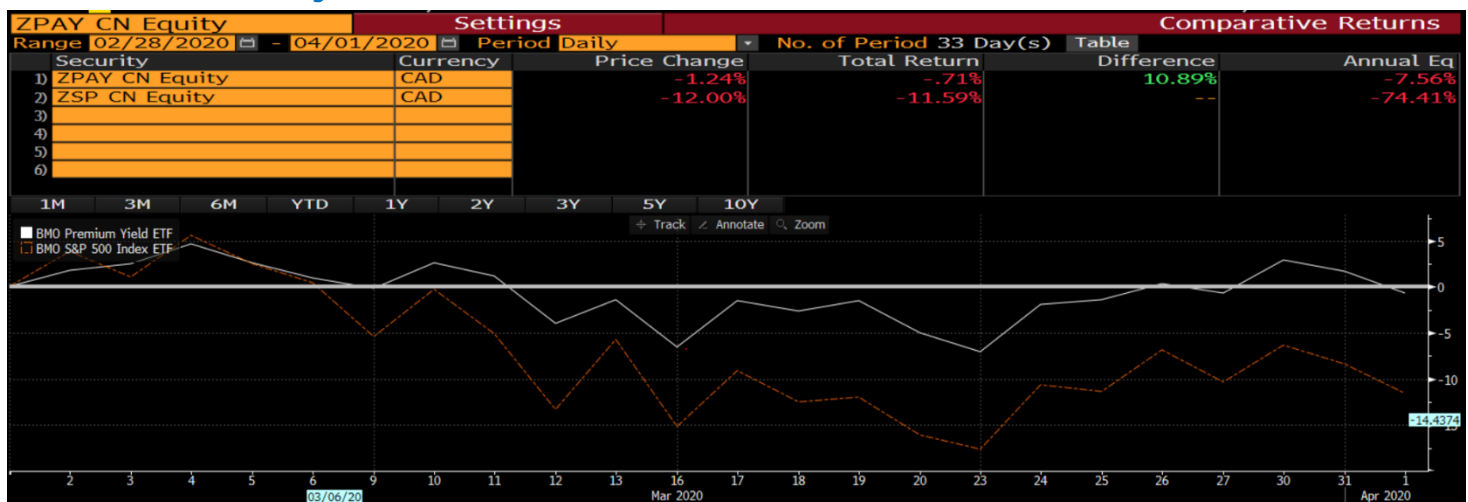 ZPAY CN Equity Settings Comparative Returns
Range 02/28/2020 - 04/01/2020 Period Daily No. of Period 33 Day(s) Table
Security Currency Price Change Total Return Difference Annual Eq
1) ZPAY CN Equity CAD -1.24% -.71% 10.89% -7.56%
2) ZSP CN Equity CAD -12.00% -11.59% -- -74.41%
3)
4)
5)
6)
1M 3M 6M YTD 1Y 2Y 3Y 5Y 10Y
Track Annotate Zoom
BMO Premium Yield ETF
BMO S&P 500 Index ETF
5
0
-5
-10
-14.4374
2 3 4 5 6 9 10 11 12 13 16 17 18 19 20 23 24 25 26 27 30 31 1
03/06/20 Mar 2020 Apr 2020